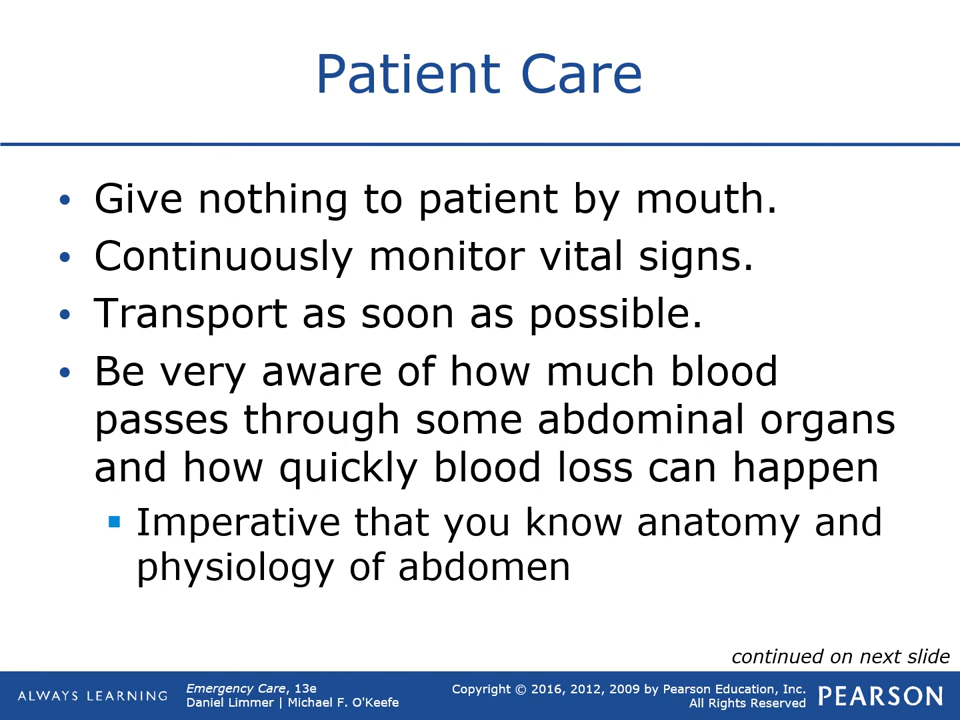 Patient Care
• Give nothing to patient by mouth.
• Continuously monitor vital signs.
• Transport as soon as possible.
• Be very aware of how much blood
passes through some abdominal organs
and how quickly blood loss can happen
▪ Imperative that you know anatomy and
physiology of abdomen
continued on next slide
ALWAYS LEARNING
Emergency Care, 13e
Daniel Limmer | Michael F. O'Keefe
Copyright © 2016, 2012, 2009 by Pearson Education, Inc.
All Rights Reserved
PEARSON